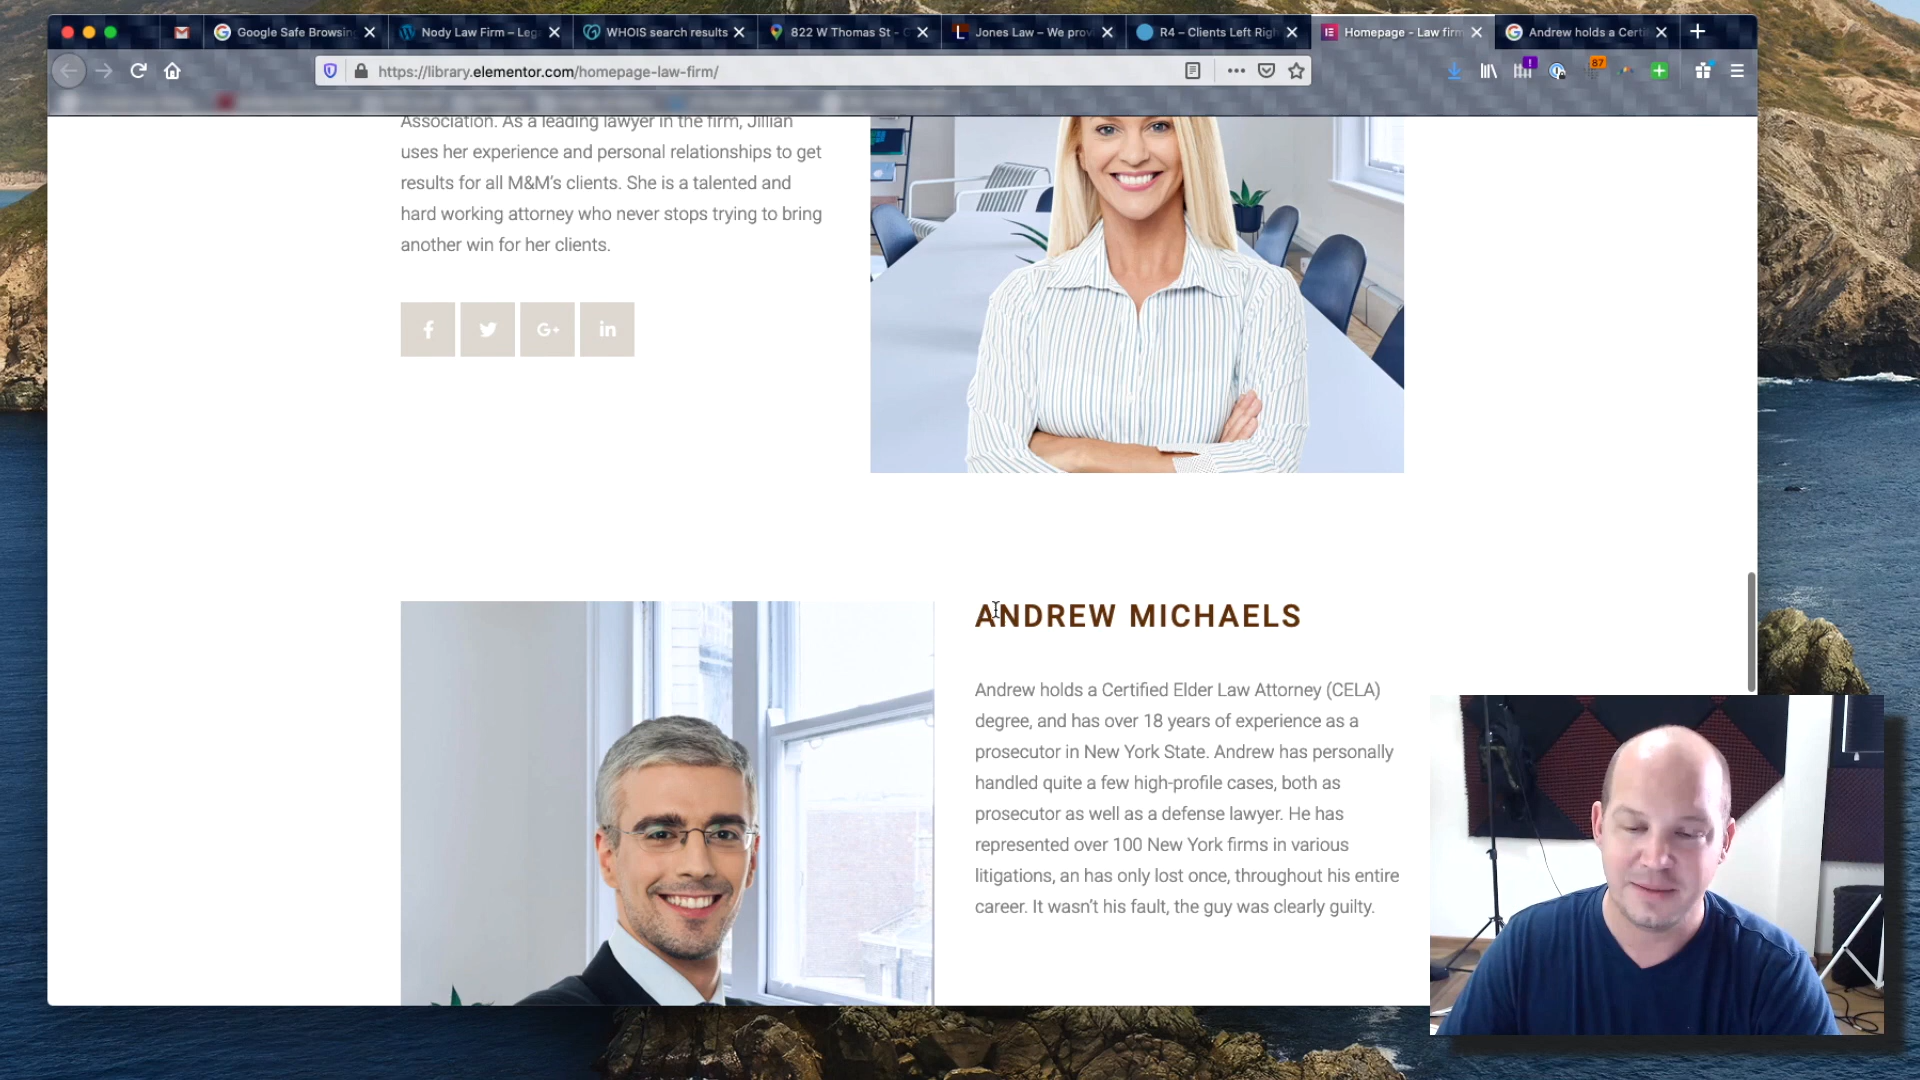 Google Safe Browsin
Nody Law Firm – Leg
WHOIS search results
822 W Thomas St - G
Jones Law – We prov
R4 – Clients Left Righ
Homepage - Law firm
Andrew holds a Certi
https://library.elementor.com/homepage-law-firm/
87
Association. As a leading lawyer in the firm, Jillian
uses her experience and personal relationships to get
results for all M&M's clients. She is a talented and
hard working attorney who never stops trying to bring
another win for her clients.
ANDREW MICHAELS
Andrew holds a Certified Elder Law Attorney (CELA)
degree, and has over 18 years of experience as a
prosecutor in New York State. Andrew has personally
handled quite a few high-profile cases, both as
prosecutor as well as a defense lawyer. He has
represented over 100 New York firms in various
litigations, an has only lost once, throughout his entire
career. It wasn't his fault, the guy was clearly guilty.